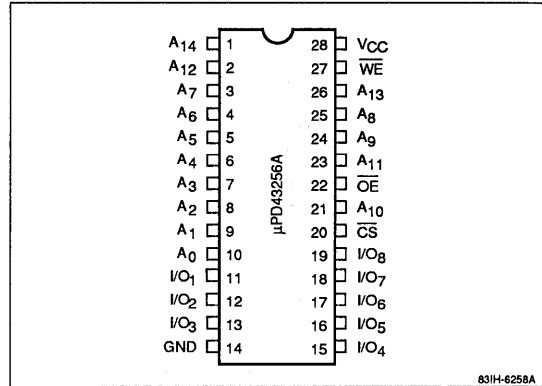 A14 1 28 VCC
A12 2 27 WE
A7 3 26 A13
A6 4 25 A8
A5 5 24 A9
A4 6 23 A11
A3 7 22 OE
A2 8 21 A10
A1 9 20 CS
A0 10 19 I/O8
I/O1 11 18 I/O7
I/O2 12 17 I/O6
I/O3 13 16 I/O5
GND 14 15 I/O4
µPD43256A
83IH-6258A